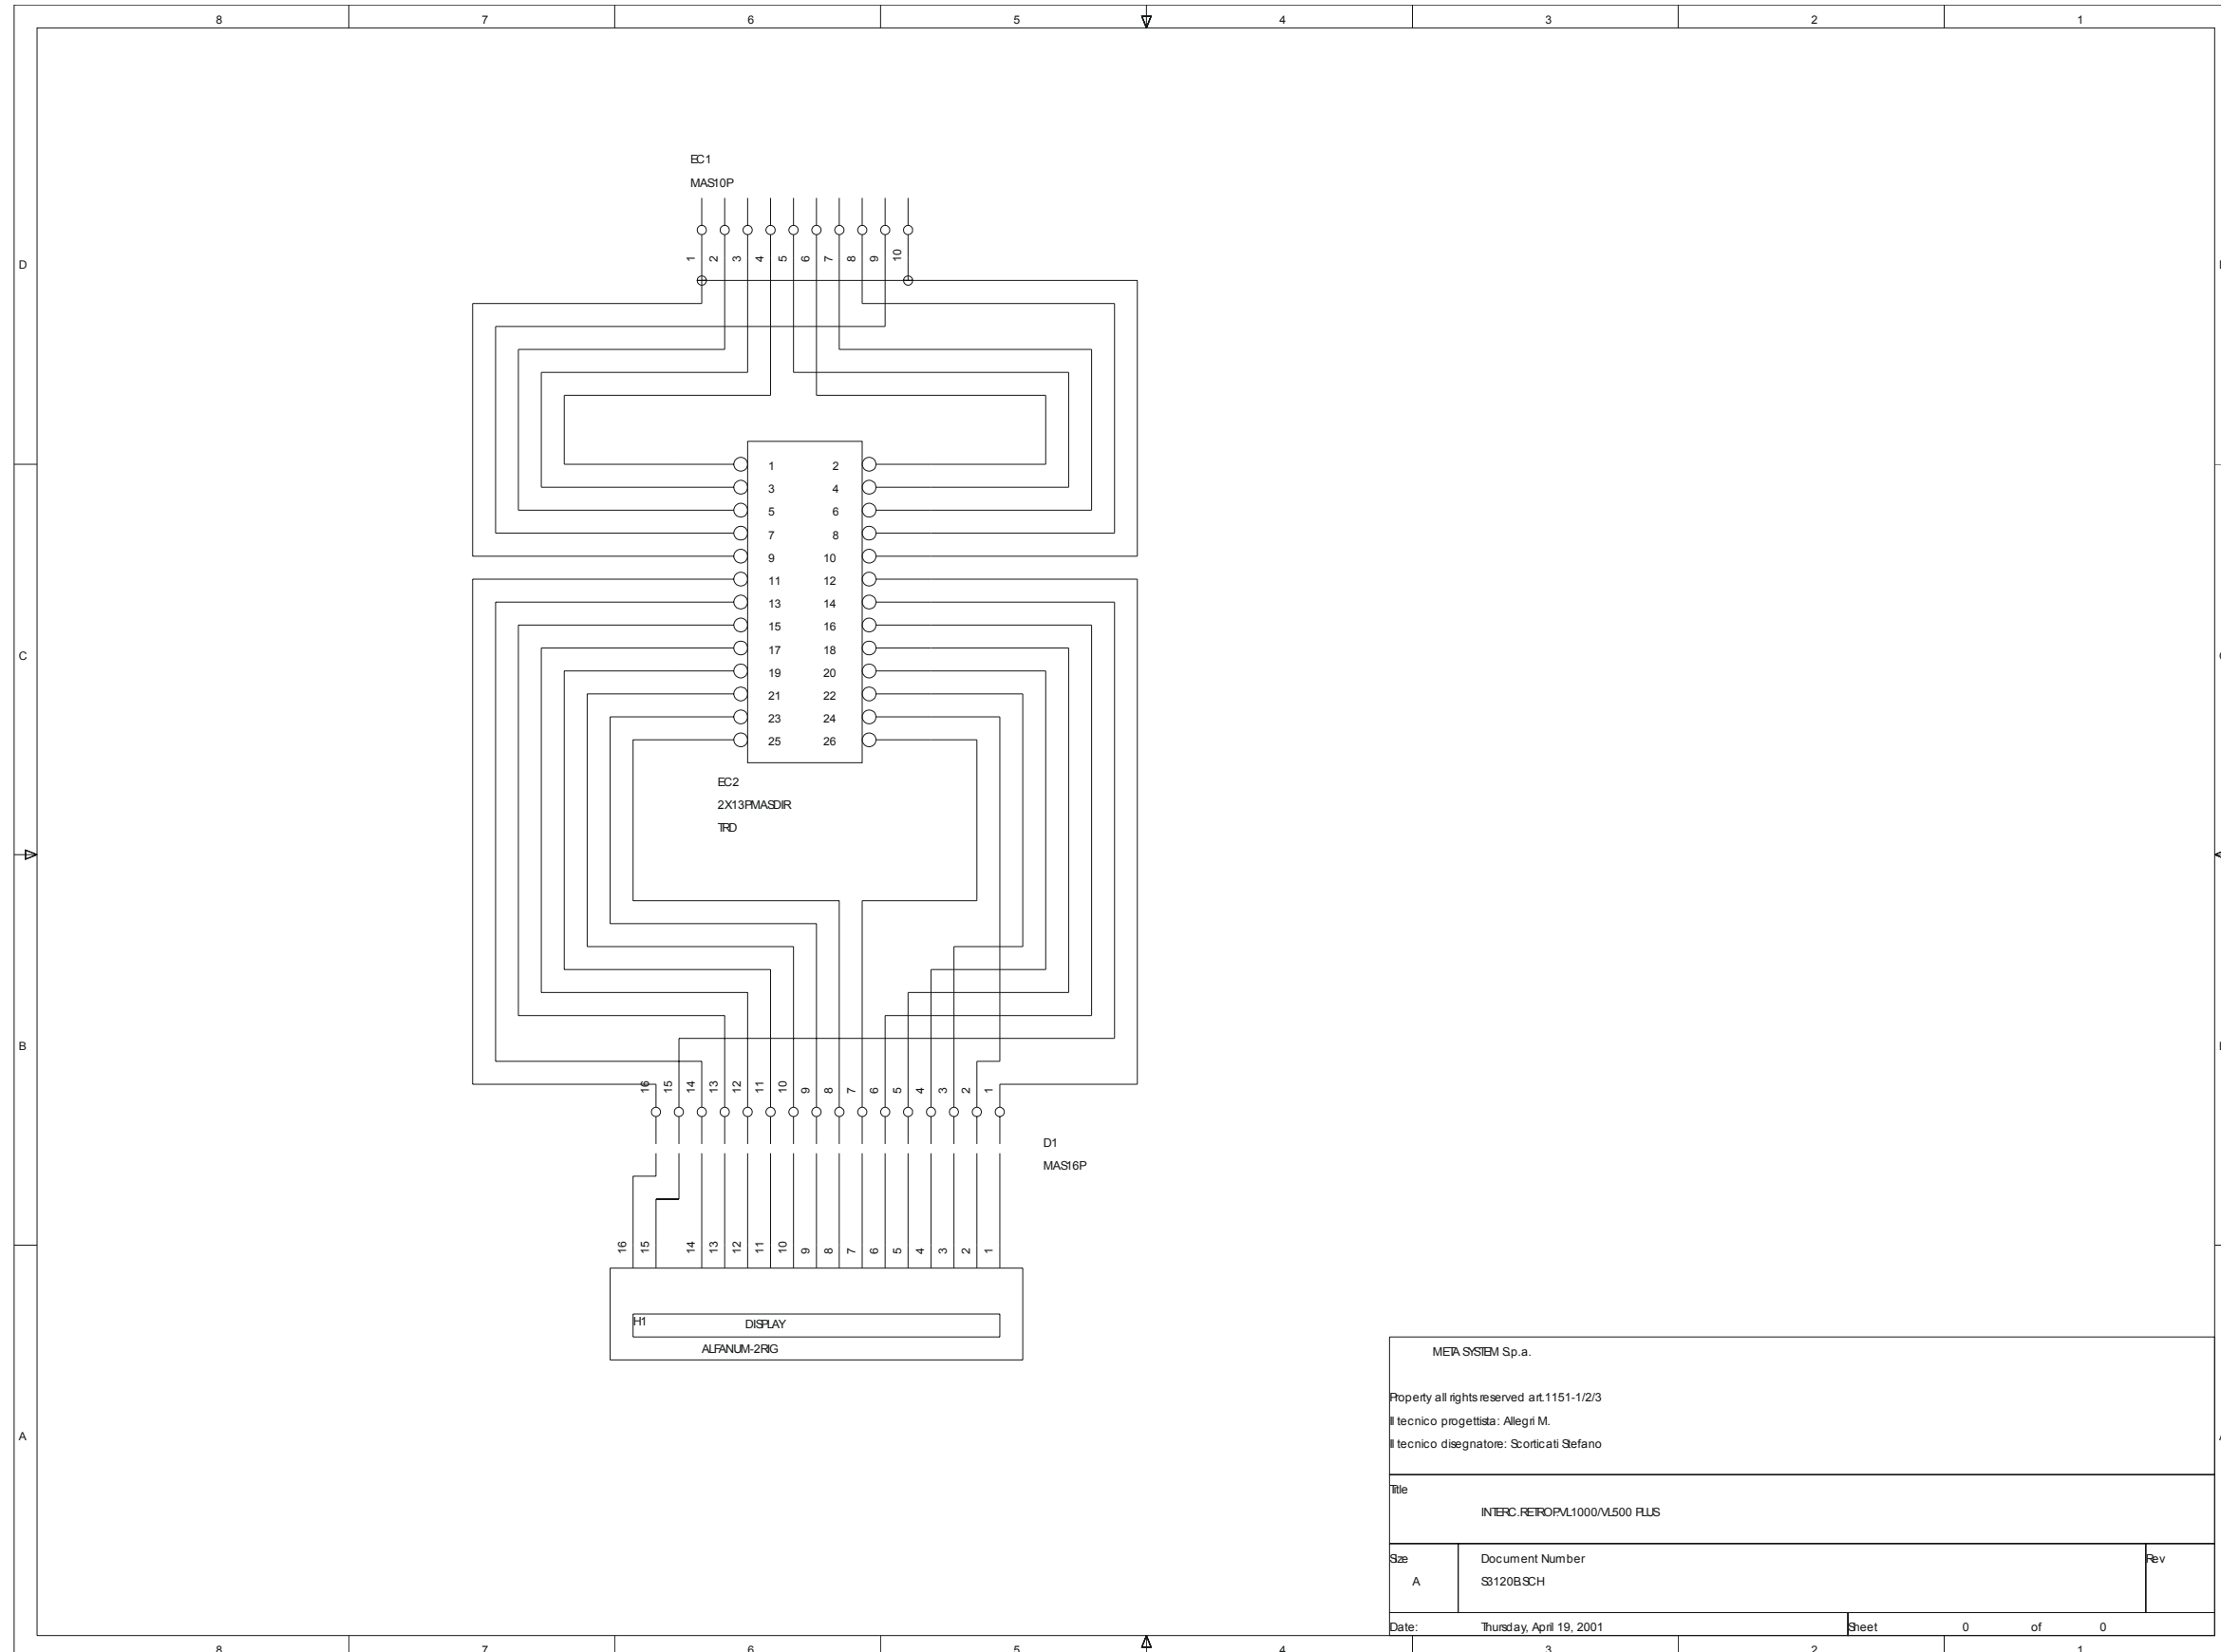 8 7 6 5 4 3 2 1
EC1
MAS10P
1 2 3 4 5 6 7 8 9 10
D
1 2
3 4
5 6
7 8
9 10
11 12
13 14
15 16
17 18
19 20
21 22
23 24
25 26
C
EC2
2X13PMASDIR
TRD
B
16 15 14 13 12 11 10 9 8 7 6 5 4 3 2 1
D1
MAS16P
16 15 14 13 12 11 10 9 8 7 6 5 4 3 2 1
H1 DISPLAY
ALFANUM-2RIG
A
META SYSTEM S.p.a.
Property all rights reserved art.1151-1/2/3
Il tecnico progettista: Allegri M.
Il tecnico disegnatore: Scorticati Stefano
Title
INTERC.RETROP.VL1000/VL500 PLUS
Size Document Number Rev
A S3120B.SCH
Date: Thursday, April 19, 2001 Sheet 0 of 0
8 7 6 5 4 3 2 1